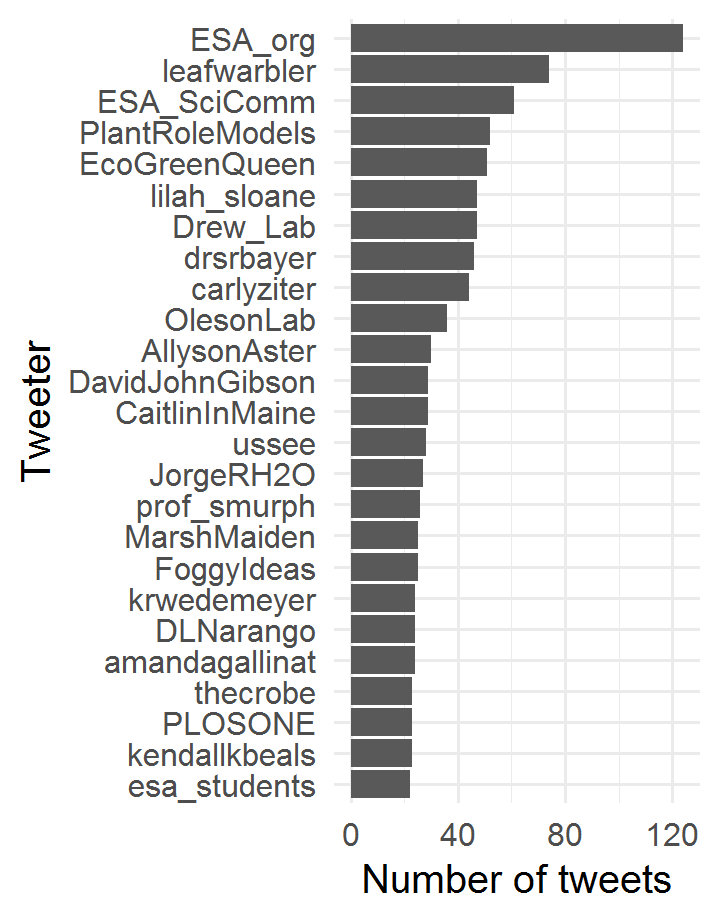 ESA_org
leafwarbler
ESA_SciComm
PlantRoleModels
EcoGreenQueen
lilah_sloane
Drew_Lab
drsrbayer
carlyziter
OlesonLab
AllysonAster
DavidJohnGibson
CaitlinInMaine
ussee
JorgeRH2O
prof_smurph
MarshMaiden
FoggyIdeas
krwedemeyer
DLNarango
amandagallinat
thecrobe
PLOSONE
kendallkbeals
esa_students
Tweeter
0 40 80 120
Number of tweets